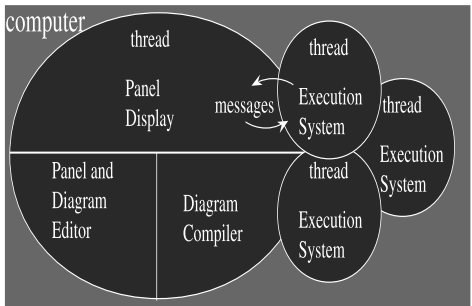 computer
thread
Panel
Display
messages
thread
Execution
System
thread
Execution
System
Panel and
Diagram
Editor
Diagram
Compiler
thread
Execution
System